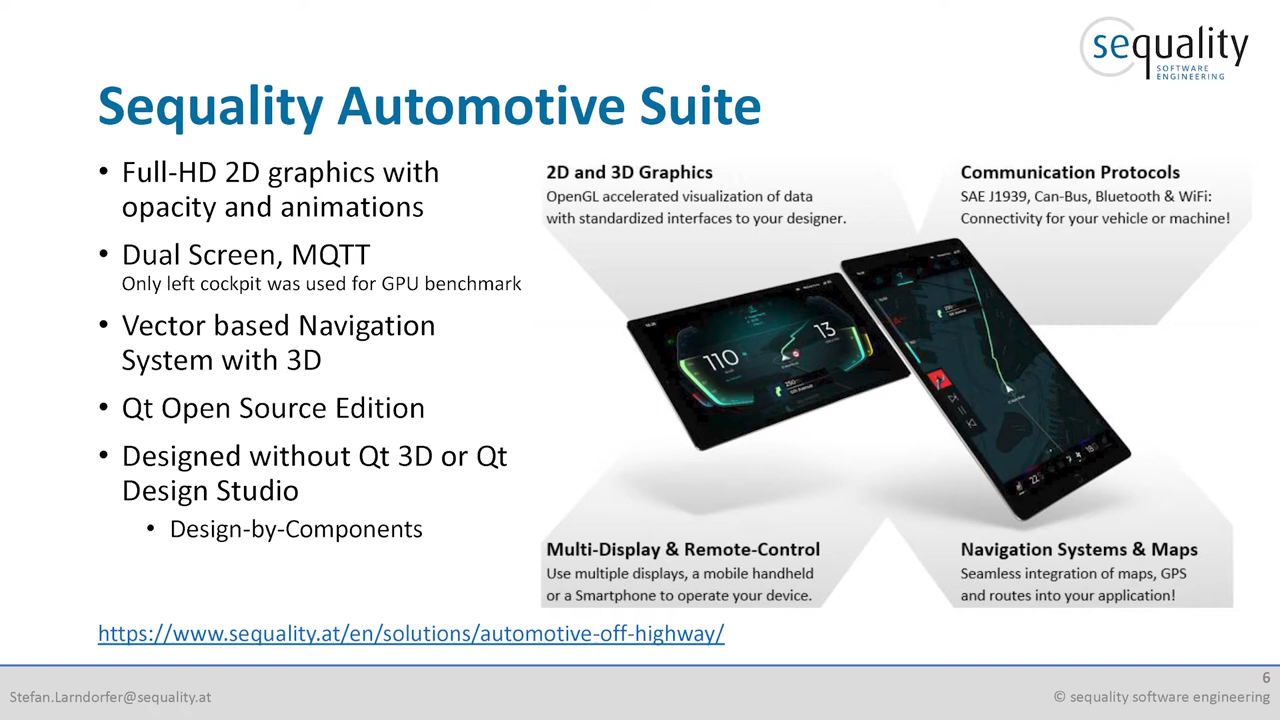 sequality
SOFTWARE
ENGINEERING
Sequality Automotive Suite
• Full-HD 2D graphics with
opacity and animations
• Dual Screen, MQTT
Only left cockpit was used for GPU benchmark
• Vector based Navigation
System with 3D
• Qt Open Source Edition
• Designed without Qt 3D or Qt
Design Studio
• Design-by-Components
2D and 3D Graphics
OpenGL accelerated visualization of data
with standardized interfaces to your designer.
Communication Protocols
SAE J1939, Can-Bus, Bluetooth & WiFi:
Connectivity for your vehicle or machine!
110
13
250
22
18
Multi-Display & Remote-Control
Use multiple displays, a mobile handheld
or a Smartphone to operate your device.
Navigation Systems & Maps
Seamless integration of maps, GPS
and routes into your application!
https://www.sequality.at/en/solutions/automotive-off-highway/
6
Stefan.Larndorfer@sequality.at
© sequality software engineering